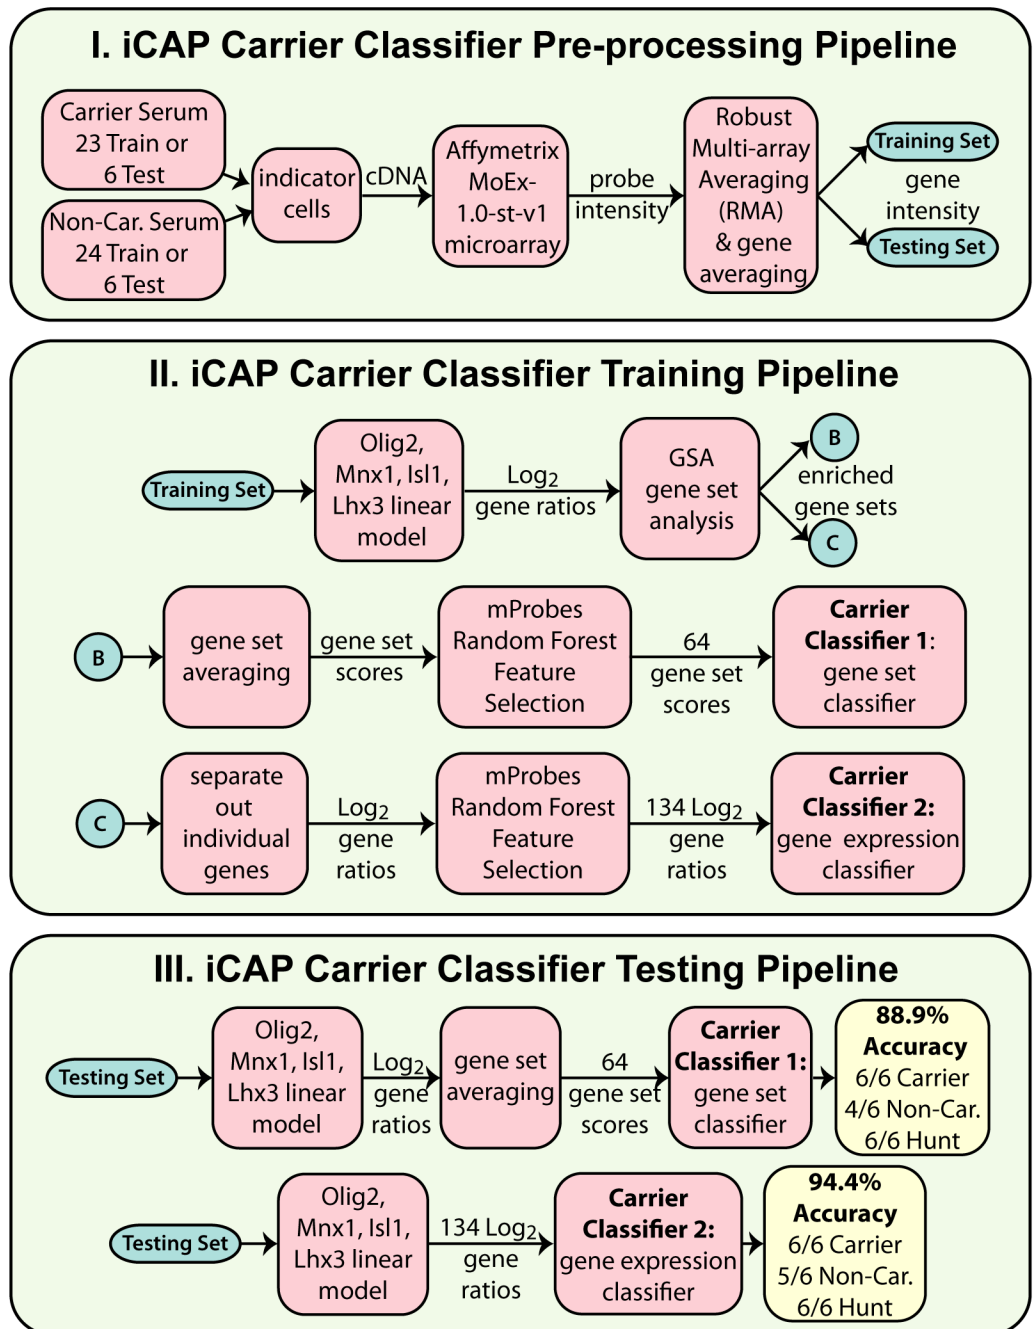 I. iCAP Carrier Classifier Pre-processing Pipeline
Carrier Serum
23 Train or
6 Test
Non-Car. Serum
24 Train or
6 Test
indicator
cells
cDNA
Affymetrix
MoEx-
1.0-st-v1
microarray
probe
intensity
Robust
Multi-array
Averaging
(RMA)
& gene
averaging
Training Set
gene
intensity
Testing Set
II. iCAP Carrier Classifier Training Pipeline
Training Set
Olig2,
Mnx1, Isl1,
Lhx3 linear
model
Log2
gene ratios
GSA
gene set
analysis
B
enriched
gene sets
C
B
gene set
averaging
gene set
scores
mProbes
Random Forest
Feature
Selection
64
gene set
scores
Carrier
Classifier 1:
gene set
classifier
C
separate
out
individual
genes
Log2
gene
ratios
mProbes
Random Forest
Feature
Selection
134 Log2
gene
ratios
Carrier
Classifier 2:
gene expression
classifier
III. iCAP Carrier Classifier Testing Pipeline
Testing Set
Olig2,
Mnx1, Isl1,
Lhx3 linear
model
Log2
gene
ratios
gene set
averaging
64
gene set
scores
Carrier
Classifier 1:
gene set
classifier
88.9%
Accuracy
6/6 Carrier
4/6 Non-Car.
6/6 Hunt
Testing Set
Olig2,
Mnx1, Isl1,
Lhx3 linear
model
134 Log2
gene
ratios
Carrier
Classifier 2:
gene expression
classifier
94.4%
Accuracy
6/6 Carrier
5/6 Non-Car.
6/6 Hunt